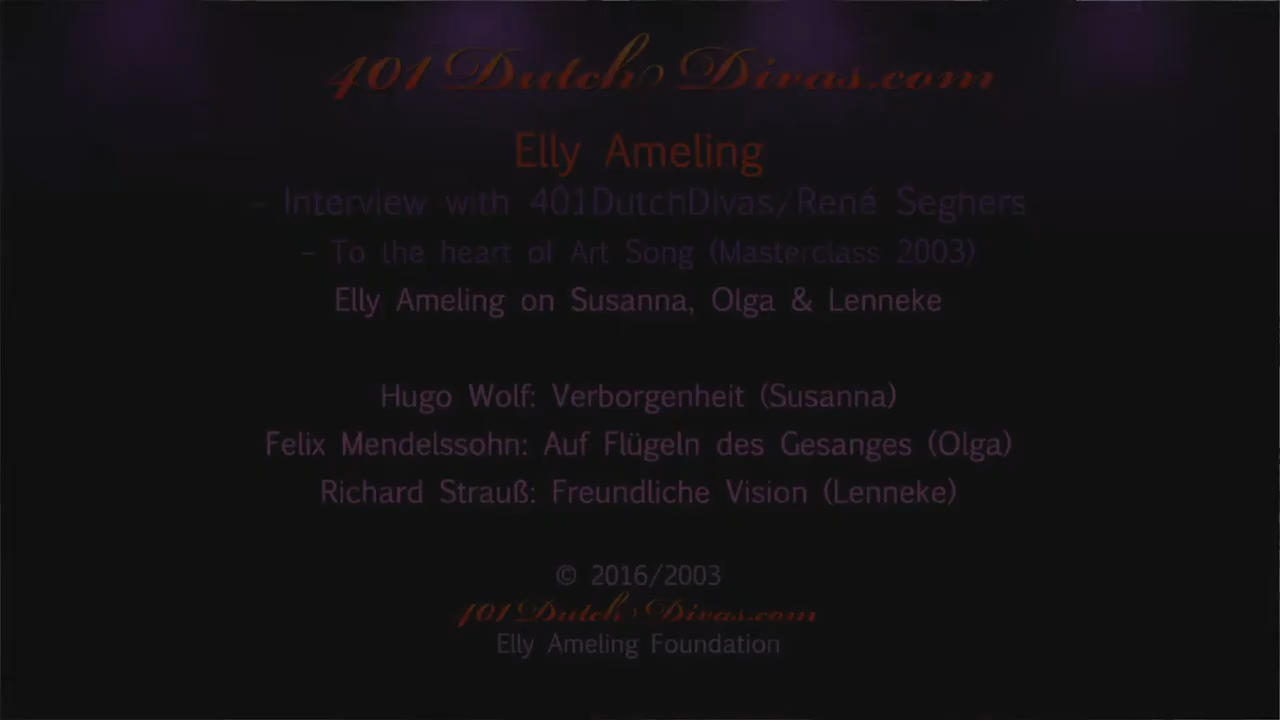 401DutchDivas.com
Elly Ameling
- Interview with 401DutchDivas/René Seghers
- To the heart of Art Song (Masterclass 2003)
Elly Ameling on Susanna, Olga & Lenneke
Hugo Wolf: Verborgenheit (Susanna)
Felix Mendelssohn: Auf Flügeln des Gesanges (Olga)
Richard Strauß: Freundliche Vision (Lenneke)
© 2016/2003
401DutchDivas.com
Elly Ameling Foundation